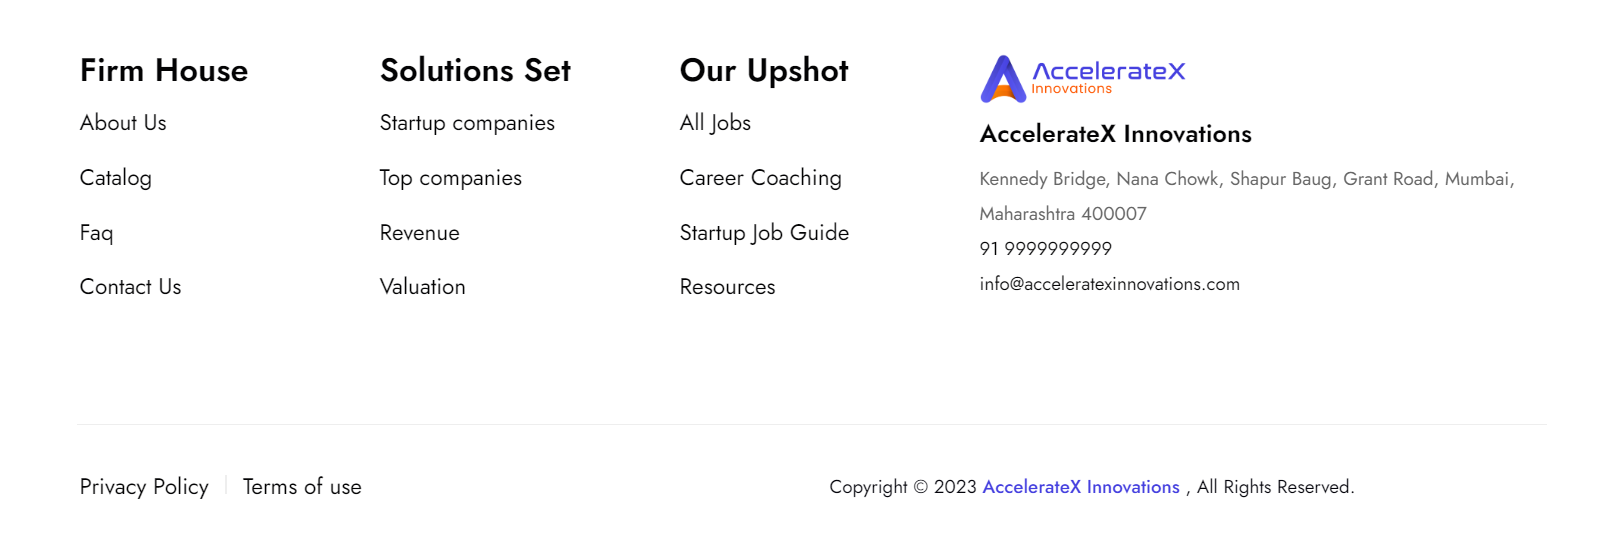 Firm House
About Us
Catalog
Faq
Contact Us
Solutions Set
Startup companies
Top companies
Revenue
Valuation
Our Upshot
All Jobs
Career Coaching
Startup Job Guide
Resources
AccelerateX
Innovations
AccelerateX Innovations
Kennedy Bridge, Nana Chowk, Shapur Baug, Grant Road, Mumbai,
Maharashtra 400007
91 9999999999
info@acceleratexinnovations.com
Privacy Policy | Terms of use
Copyright © 2023 AccelerateX Innovations , All Rights Reserved.